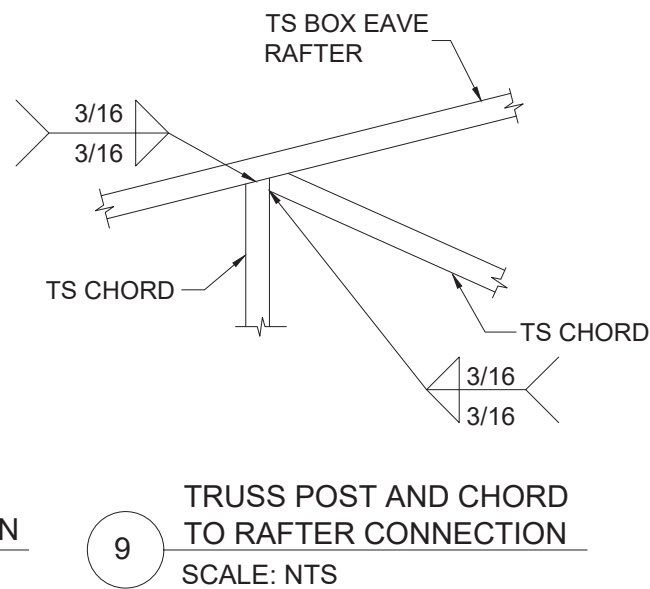 TS BOX EAVE
RAFTER
3/16
3/16
TS CHORD
TS CHORD
3/16
3/16
N
9
TRUSS POST AND CHORD
TO RAFTER CONNECTION
SCALE: NTS